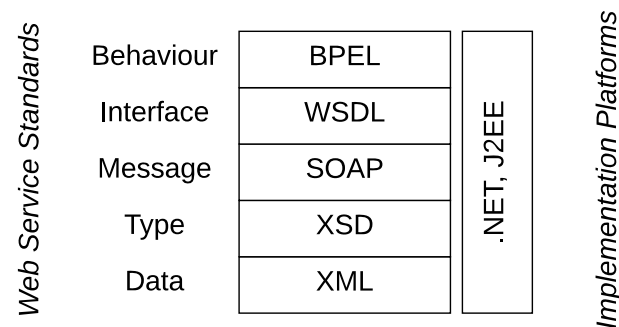 Web Service Standards
Behaviour BPEL
Interface WSDL
Message SOAP
Type XSD
Data XML
.NET, J2EE
Implementation Platforms